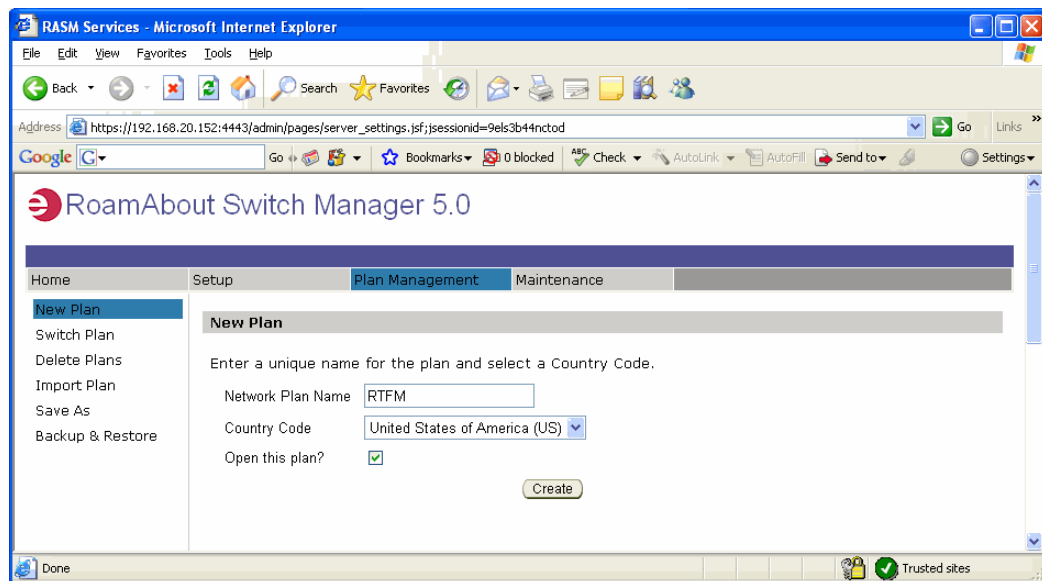 RASM Services - Microsoft Internet Explorer
File Edit View Favorites Tools Help
Back Search Favorites
Address https://192.168.20.152:4443/admin/pages/server_settings.jsf;jsessionid=9els3b44nctod Go Links »
Google G Go Bookmarks 0 blocked ABC Check AutoLink AutoFill Send to Settings
RoamAbout Switch Manager 5.0
Home Setup Plan Management Maintenance
New Plan
Switch Plan
Delete Plans
Import Plan
Save As
Backup & Restore
New Plan
Enter a unique name for the plan and select a Country Code.
Network Plan Name RTFM
Country Code United States of America (US)
Open this plan?
Create
Done Trusted sites